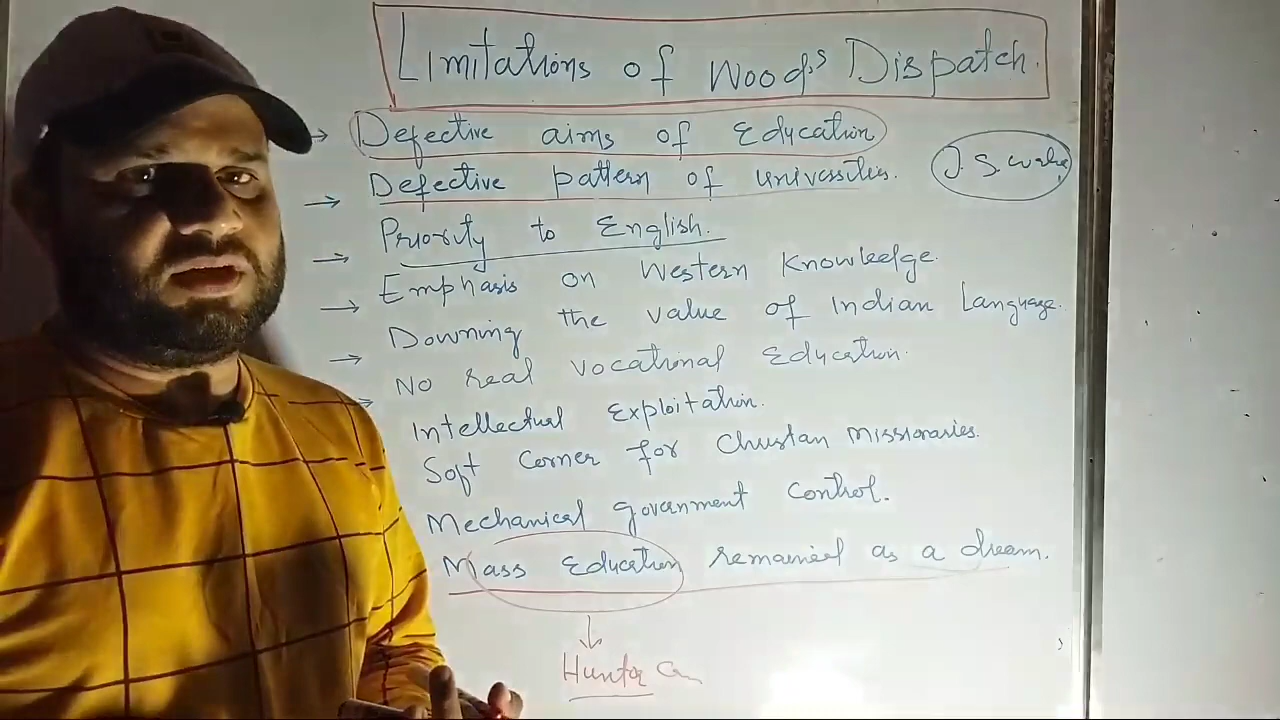 Limitations of Wood's Dispatch.
→ Defective aims of Education
→ Defective pattern of universities.
J. S.
→ Priority to English.
→ Emphasis on Western Knowledge.
→ Downing the value of Indian Language.
→ No real vocational Education.
Intellectual Exploitation.
Soft Corner for Christian Missionaries.
Mechanical government Control.
Mass Education remained as a dream.
↓
Hunter